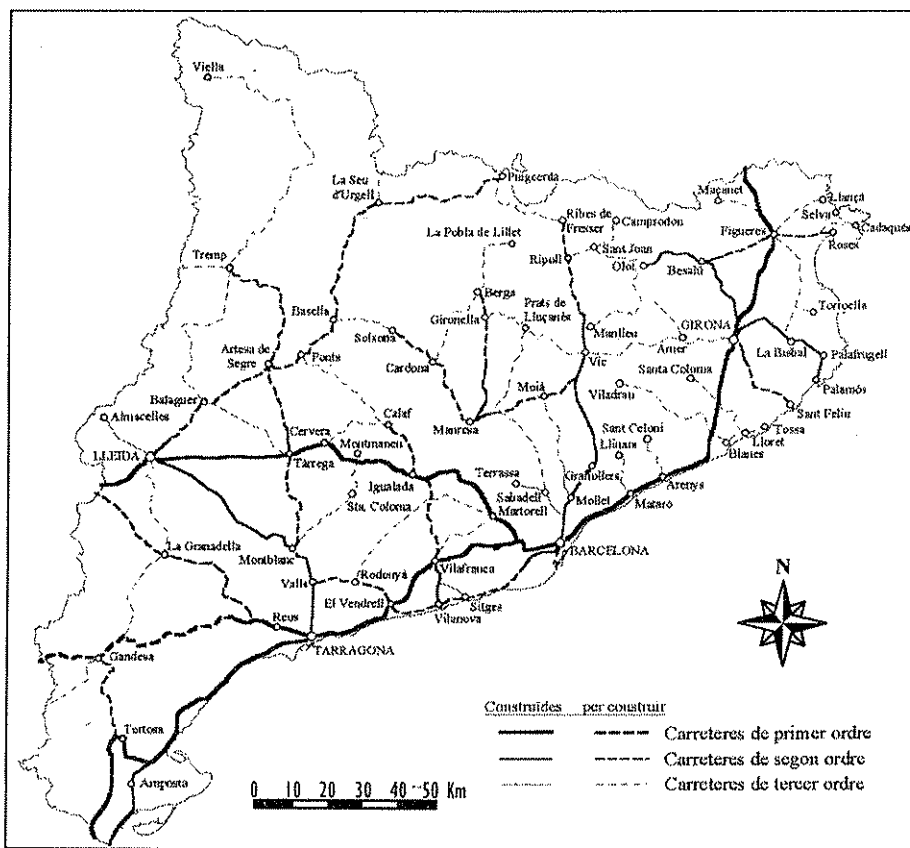 Viella
La Seu
d'Urgell
Puigcerdà
Maçanet
Llançà
Selva
Cadaqués
Ribes de
Fresser
Camprodon
Figueres
Roses
La Pobla de Lillet
Sant Joan
Ripull
Olot
Besalú
Tremp
Berga
Prats de
Lluçanès
Torroella
Basella
Gironella
Manlleu
GIRONA
Solsona
Amer
Artesa de
Segre
Ponts
Cardona
Vic
La Bisbal
Palafrugell
Santa Coloma
Palamós
Balaguer
Moià
Viladrau
Sant Feliu
Almacelles
Calaf
Manresa
Tossa
Cervera
Montmaneu
Sant Celoni
Llinars
Lloret
Blanes
LLEIDA
Tàrrega
Igualada
Terrassa
Granollers
Arenys
Sabadell
Mollet
Mataró
Sta. Coloma
Martorell
La Granadella
Montblanc
BARCELONA
Vilafranca
Valls
Rodonyà
El Vendrell
Sitges
Vilanova
Reus
TARRAGONA
N
Gandesa
Construïdes per construir
Carreteres de primer ordre
Tortosa
Carreteres de segon ordre
Carreteres de tercer ordre
Amposta
0 10 20 30 40 50 Km